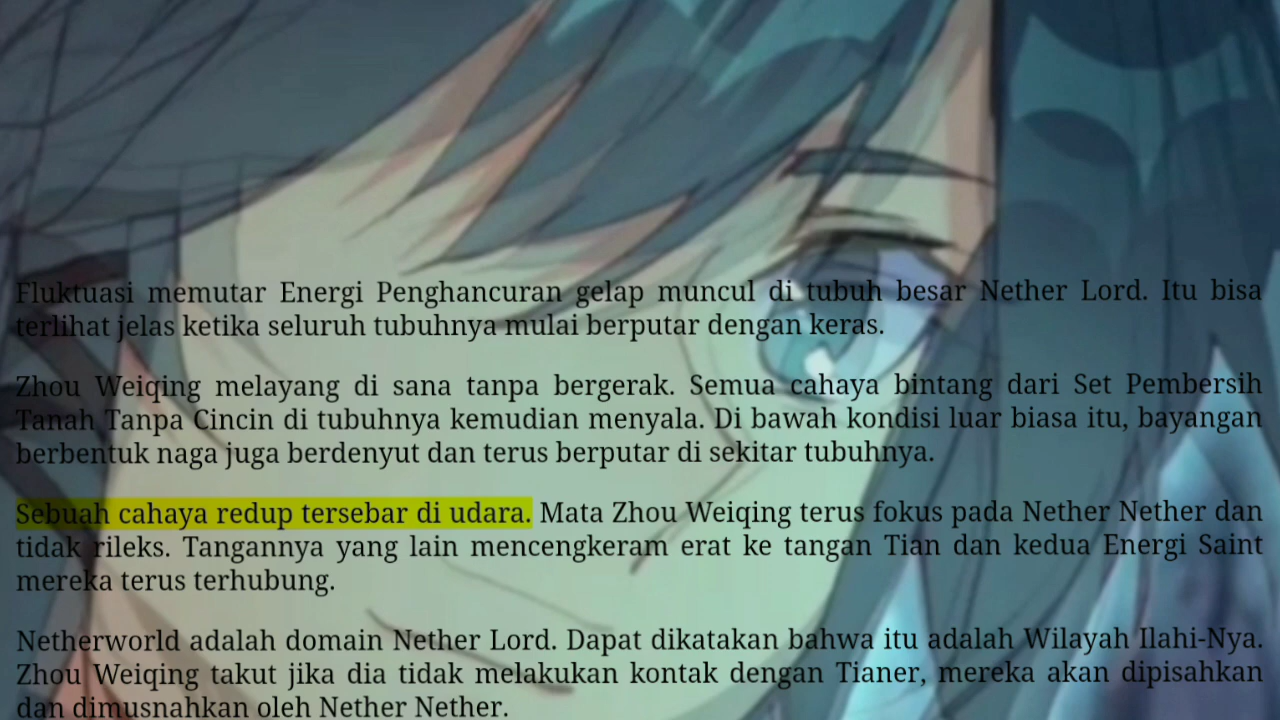 Fluktuasi memutar Energi Penghancuran gelap muncul di tubuh besar Nether Lord. Itu bisa
terlihat jelas ketika seluruh tubuhnya mulai berputar dengan keras.
Zhou Weiqing melayang di sana tanpa bergerak. Semua cahaya bintang dari Set Pembersih
Tanah Tanpa Cincin di tubuhnya kemudian menyala. Di bawah kondisi luar biasa itu, bayangan
berbentuk naga juga berdenyut dan terus berputar di sekitar tubuhnya.
Sebuah cahaya redup tersebar di udara. Mata Zhou Weiqing terus fokus pada Nether Nether dan
tidak rileks. Tangannya yang lain mencengkeram erat ke tangan Tian dan kedua Energi Saint
mereka terus terhubung.
Netherworld adalah domain Nether Lord. Dapat dikatakan bahwa itu adalah Wilayah Ilahi-Nya.
Zhou Weiqing takut jika dia tidak melakukan kontak dengan Tianer, mereka akan dipisahkan
dan dimusnahkan oleh Nether Nether.